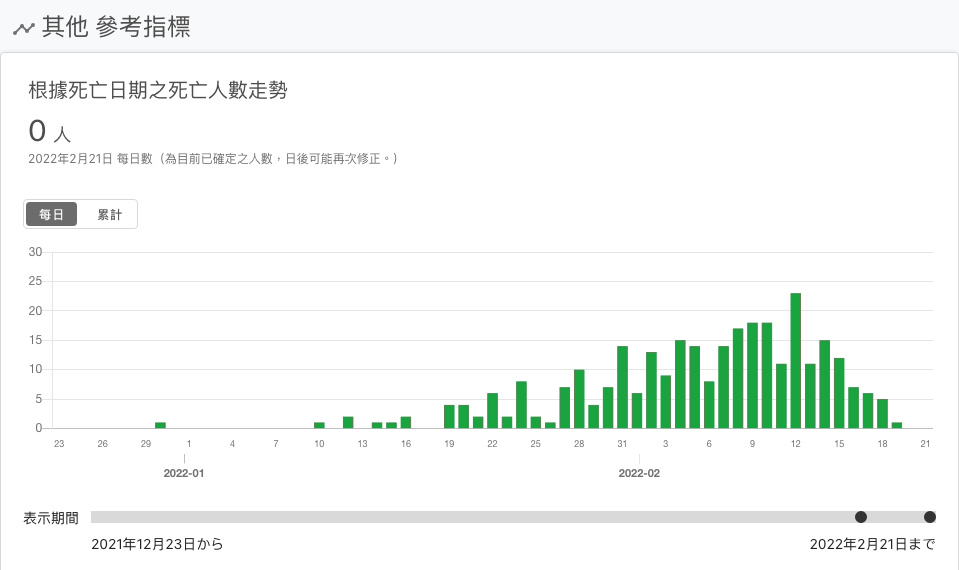 其他 參考指標
根據死亡日期之死亡人數走勢
0 人
2022年2月21日 每日數（為目前已確定之人數，日後可能再次修正。）
每日 累計
30
25
20
15
10
5
0
23 26 29 1 4 7 10 13 16 19 22 25 28 31 3 6 9 12 15 18 21
2022-01 2022-02
表示期間
2021年12月23日から 2022年2月21日まで